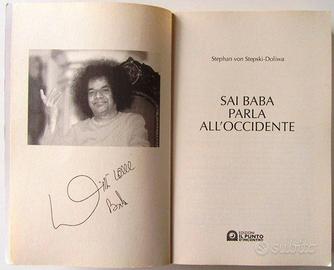 With Love
Baba
Stephan von Stepski-Doliwa
SAI BABA
PARLA
ALL'OCCIDENTE
EDIZIONI
IL PUNTO
D'INCONTRO
subito